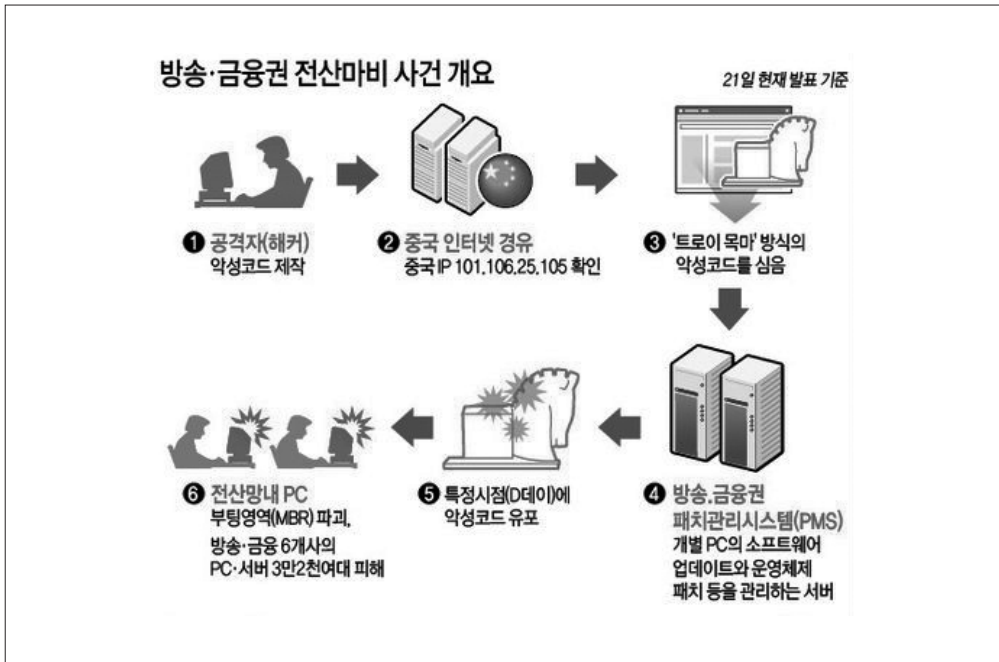 방송·금융권 전산마비 사건 개요
21일 현재 발표 기준
❶ 공격자(해커)
악성코드 제작
❷ 중국 인터넷 경유
중국 IP 101.106.25.105 확인
❸ '트로이 목마' 방식의
악성코드를 심음
❹ 방송.금융권
패치관리시스템(PMS)
개별 PC의 소프트웨어
업데이트와 운영체제
패치 등을 관리하는 서버
❺ 특정시점(D데이)에
악성코드 유포
❻ 전산망내 PC
부팅영역(MBR) 파괴,
방송·금융 6개사의
PC·서버 3만2천여대 피해